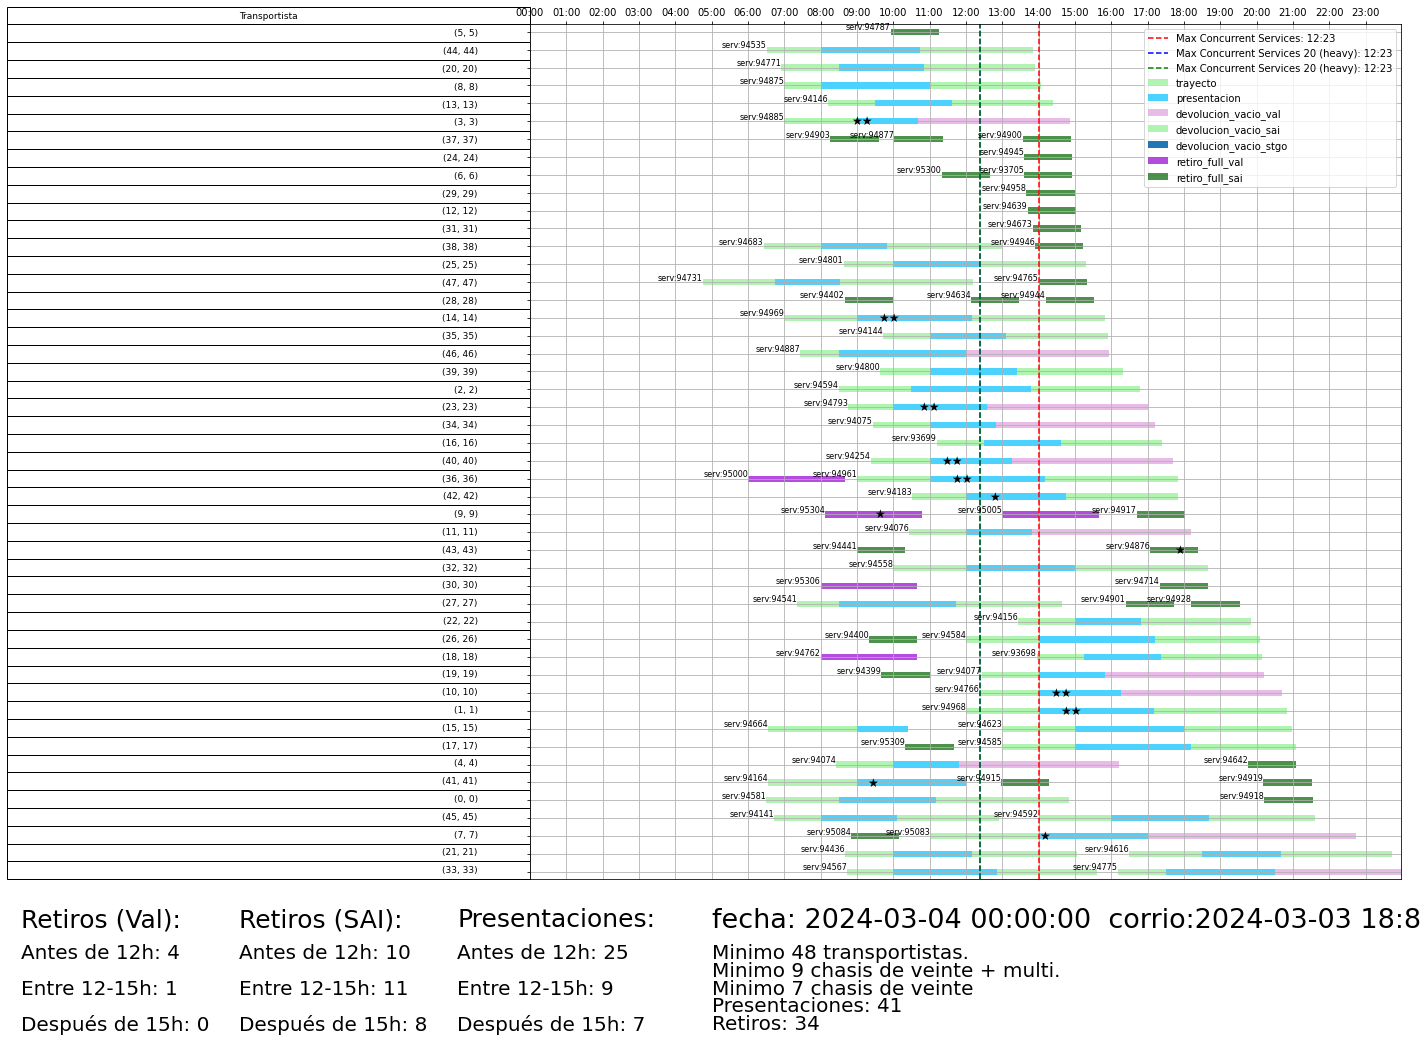 Transportista
00:00 01:00 02:00 03:00 04:00 05:00 06:00 07:00 08:00 09:00 10:00 11:00 12:00 13:00 14:00 15:00 16:00 17:00 18:00 19:00 20:00 21:00 22:00 23:00
Max Concurrent Services: 12:23
Max Concurrent Services 20 (heavy): 12:23
Max Concurrent Services 20 (heavy): 12:23
trayecto
presentacion
devolucion_vacio_val
devolucion_vacio_sai
devolucion_vacio_stgo
retiro_full_val
retiro_full_sai
(5, 5) serv:94787
(44, 44) serv:94535
(20, 20) serv:94771
(8, 8) serv:94875
(13, 13) serv:94146
(3, 3) serv:94885
(37, 37) serv:94903 serv:94877 serv:94900
(24, 24) serv:94945
(6, 6) serv:95300 serv:93705
(29, 29) serv:94958
(12, 12) serv:94639
(31, 31) serv:94673
(38, 38) serv:94683 serv:94946
(25, 25) serv:94801
(47, 47) serv:94731 serv:94765
(28, 28) serv:94402 serv:94634 serv:94944
(14, 14) serv:94969
(35, 35) serv:94144
(46, 46) serv:94887
(39, 39) serv:94800
(2, 2) serv:94594
(23, 23) serv:94793
(34, 34) serv:94075
(16, 16) serv:93699
(40, 40) serv:94254
(36, 36) serv:95000 serv:94961
(42, 42) serv:94183
(9, 9) serv:95304 serv:95005 serv:94917
(11, 11) serv:94076
(43, 43) serv:94441 serv:94876
(32, 32) serv:94558
(30, 30) serv:95306 serv:94714
(27, 27) serv:94541 serv:94901 serv:94928
(22, 22) serv:94156
(26, 26) serv:94400 serv:94584
(18, 18) serv:94762 serv:93698
(19, 19) serv:94399 serv:94077
(10, 10) serv:94766
(1, 1) serv:94968
(15, 15) serv:94664 serv:94623
(17, 17) serv:95309 serv:94585
(4, 4) serv:94074 serv:94642
(41, 41) serv:94164 serv:94915 serv:94919
(0, 0) serv:94581 serv:94918
(45, 45) serv:94141 serv:94592
(7, 7) serv:95084 serv:95083
(21, 21) serv:94436 serv:94616
(33, 33) serv:94567 serv:94775
Retiros (Val):
Antes de 12h: 4
Entre 12-15h: 1
Después de 15h: 0
Retiros (SAI):
Antes de 12h: 10
Entre 12-15h: 11
Después de 15h: 8
Presentaciones:
Antes de 12h: 25
Entre 12-15h: 9
Después de 15h: 7
fecha: 2024-03-04 00:00:00 corrio:2024-03-03 18:8
Minimo 48 transportistas.
Minimo 9 chasis de veinte + multi.
Minimo 7 chasis de veinte
Presentaciones: 41
Retiros: 34